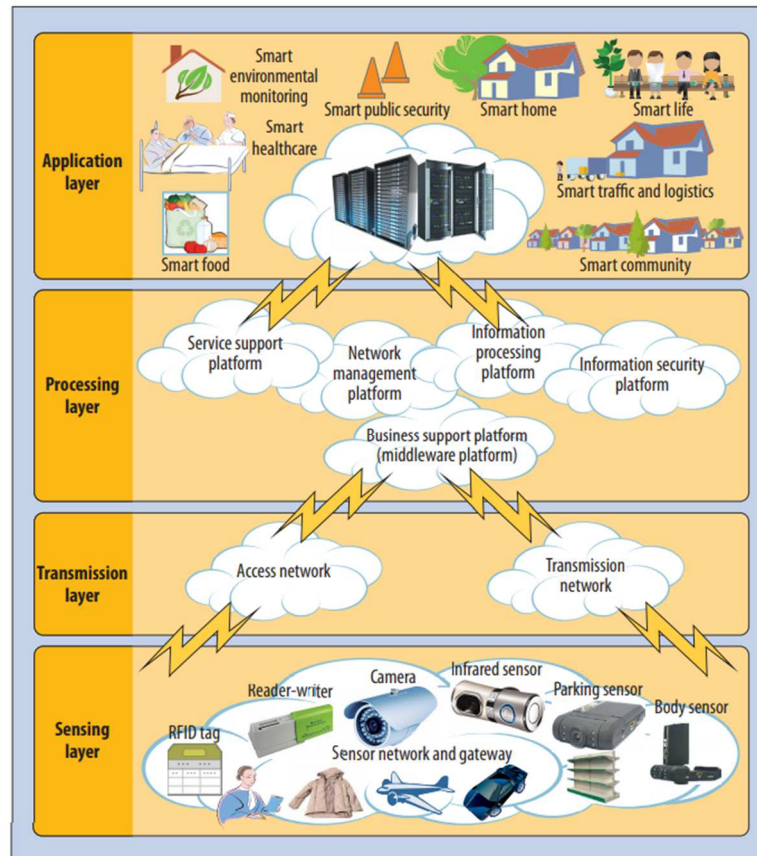 Application
layer
Smart
environmental
monitoring
Smart public security
Smart home
Smart life
Smart
healthcare
Smart traffic and logistics
Smart food
Smart community
Processing
layer
Service support
platform
Network
management
platform
Information
processing
platform
Information security
platform
Business support platform
(middleware platform)
Transmission
layer
Access network
Transmission
network
Sensing
layer
RFID tag
Reader-writer
Camera
Infrared sensor
Parking sensor
Body sensor
Sensor network and gateway